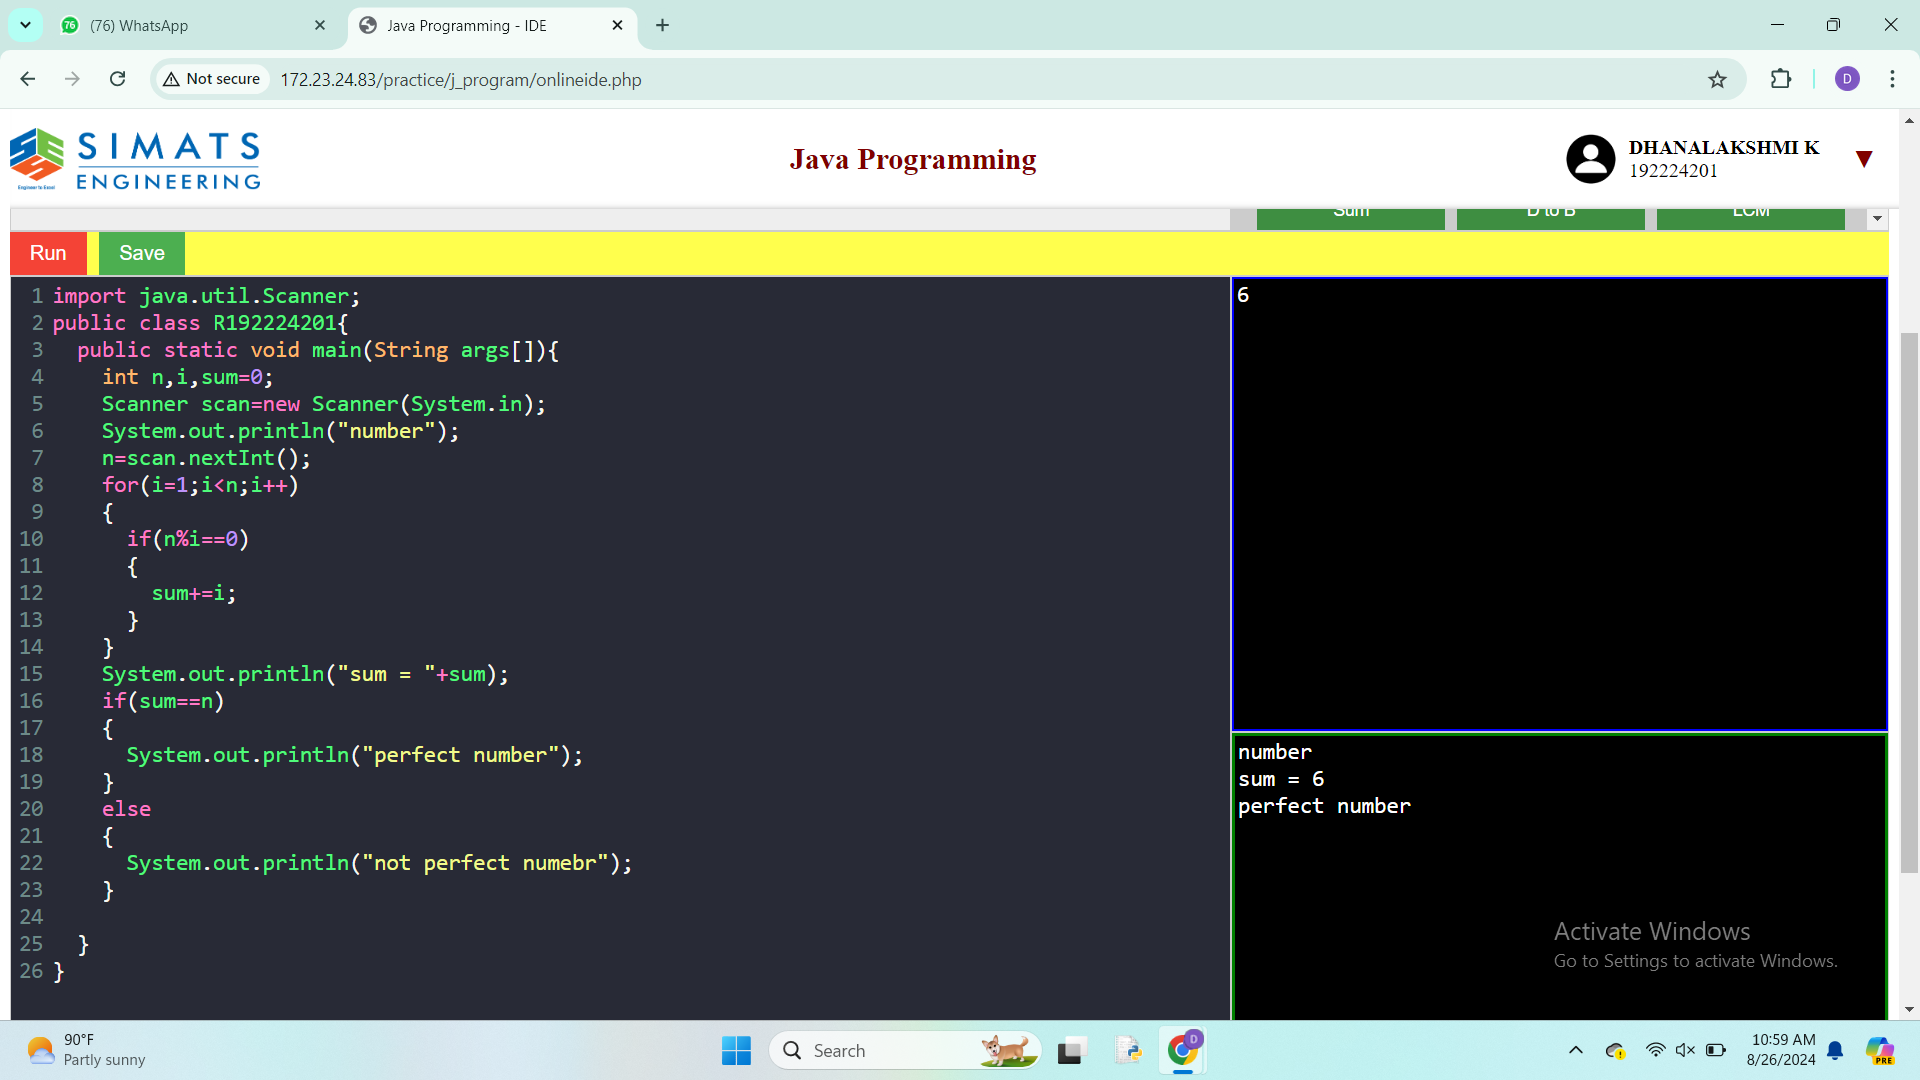 76
(76) WhatsApp
Java Programming - IDE
Not secure
172.23.24.83/practice/j_program/onlineide.php
D
SIMATS
ENGINEERING
Engineer to Excel
Java Programming
DHANALAKSHMI K
192224201
Sum
D to B
LCM
Run
Save
1 import java.util.Scanner;
2 public class R192224201{
3 public static void main(String args[]){
4 int n,i,sum=0;
5 Scanner scan=new Scanner(System.in);
6 System.out.println("number");
7 n=scan.nextInt();
8 for(i=1;i<n;i++)
9 {
10 if(n%i==0)
11 {
12 sum+=i;
13 }
14 }
15 System.out.println("sum = "+sum);
16 if(sum==n)
17 {
18 System.out.println("perfect number");
19 }
20 else
21 {
22 System.out.println("not perfect numebr");
23 }
24
25 }
26 }
6
number
sum = 6
perfect number
Activate Windows
Go to Settings to activate Windows.
90°F
Partly sunny
Search
D
10:59 AM
8/26/2024
PRE